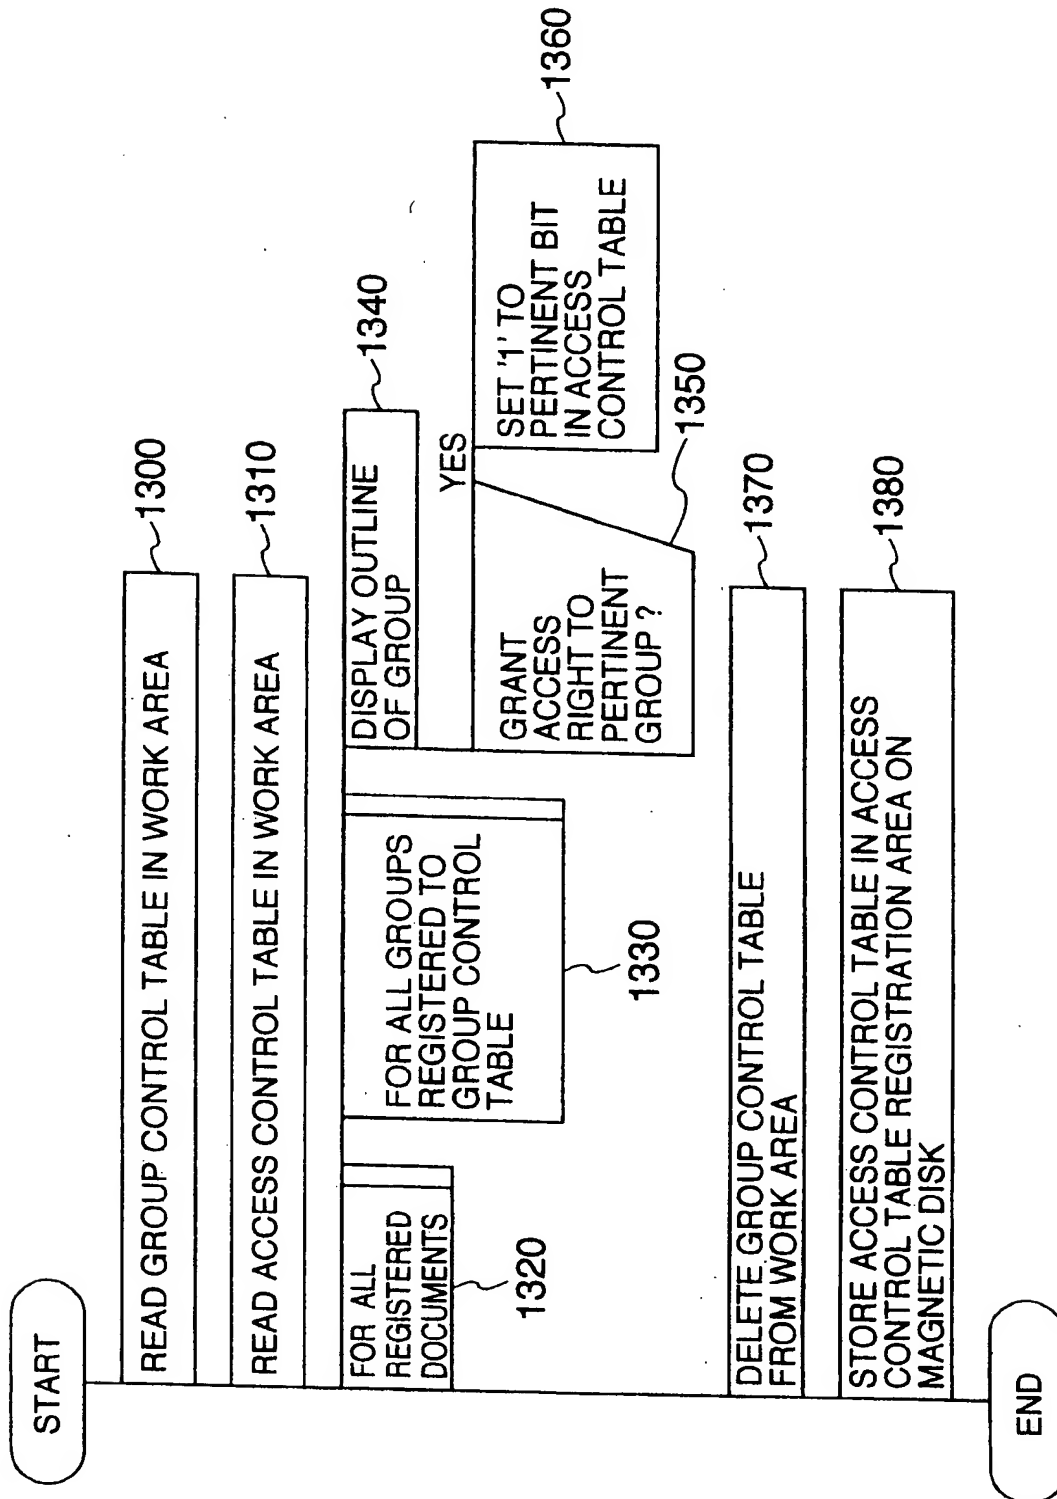 START
READ GROUP CONTROL TABLE IN WORK AREA
1300
READ ACCESS CONTROL TABLE IN WORK AREA
1310
FOR ALL
REGISTERED
DOCUMENTS
1320
FOR ALL GROUPS
REGISTERED TO
GROUP CONTROL
TABLE
1330
DISPLAY OUTLINE
OF GROUP
1340
GRANT
ACCESS
RIGHT TO
PERTINENT
GROUP ?
YES
1350
SET '1' TO
PERTINENT BIT
IN ACCESS
CONTROL TABLE
1360
DELETE GROUP CONTROL TABLE
FROM WORK AREA
1370
STORE ACCESS CONTROL TABLE IN ACCESS
CONTROL TABLE REGISTRATION AREA ON
MAGNETIC DISK
1380
END